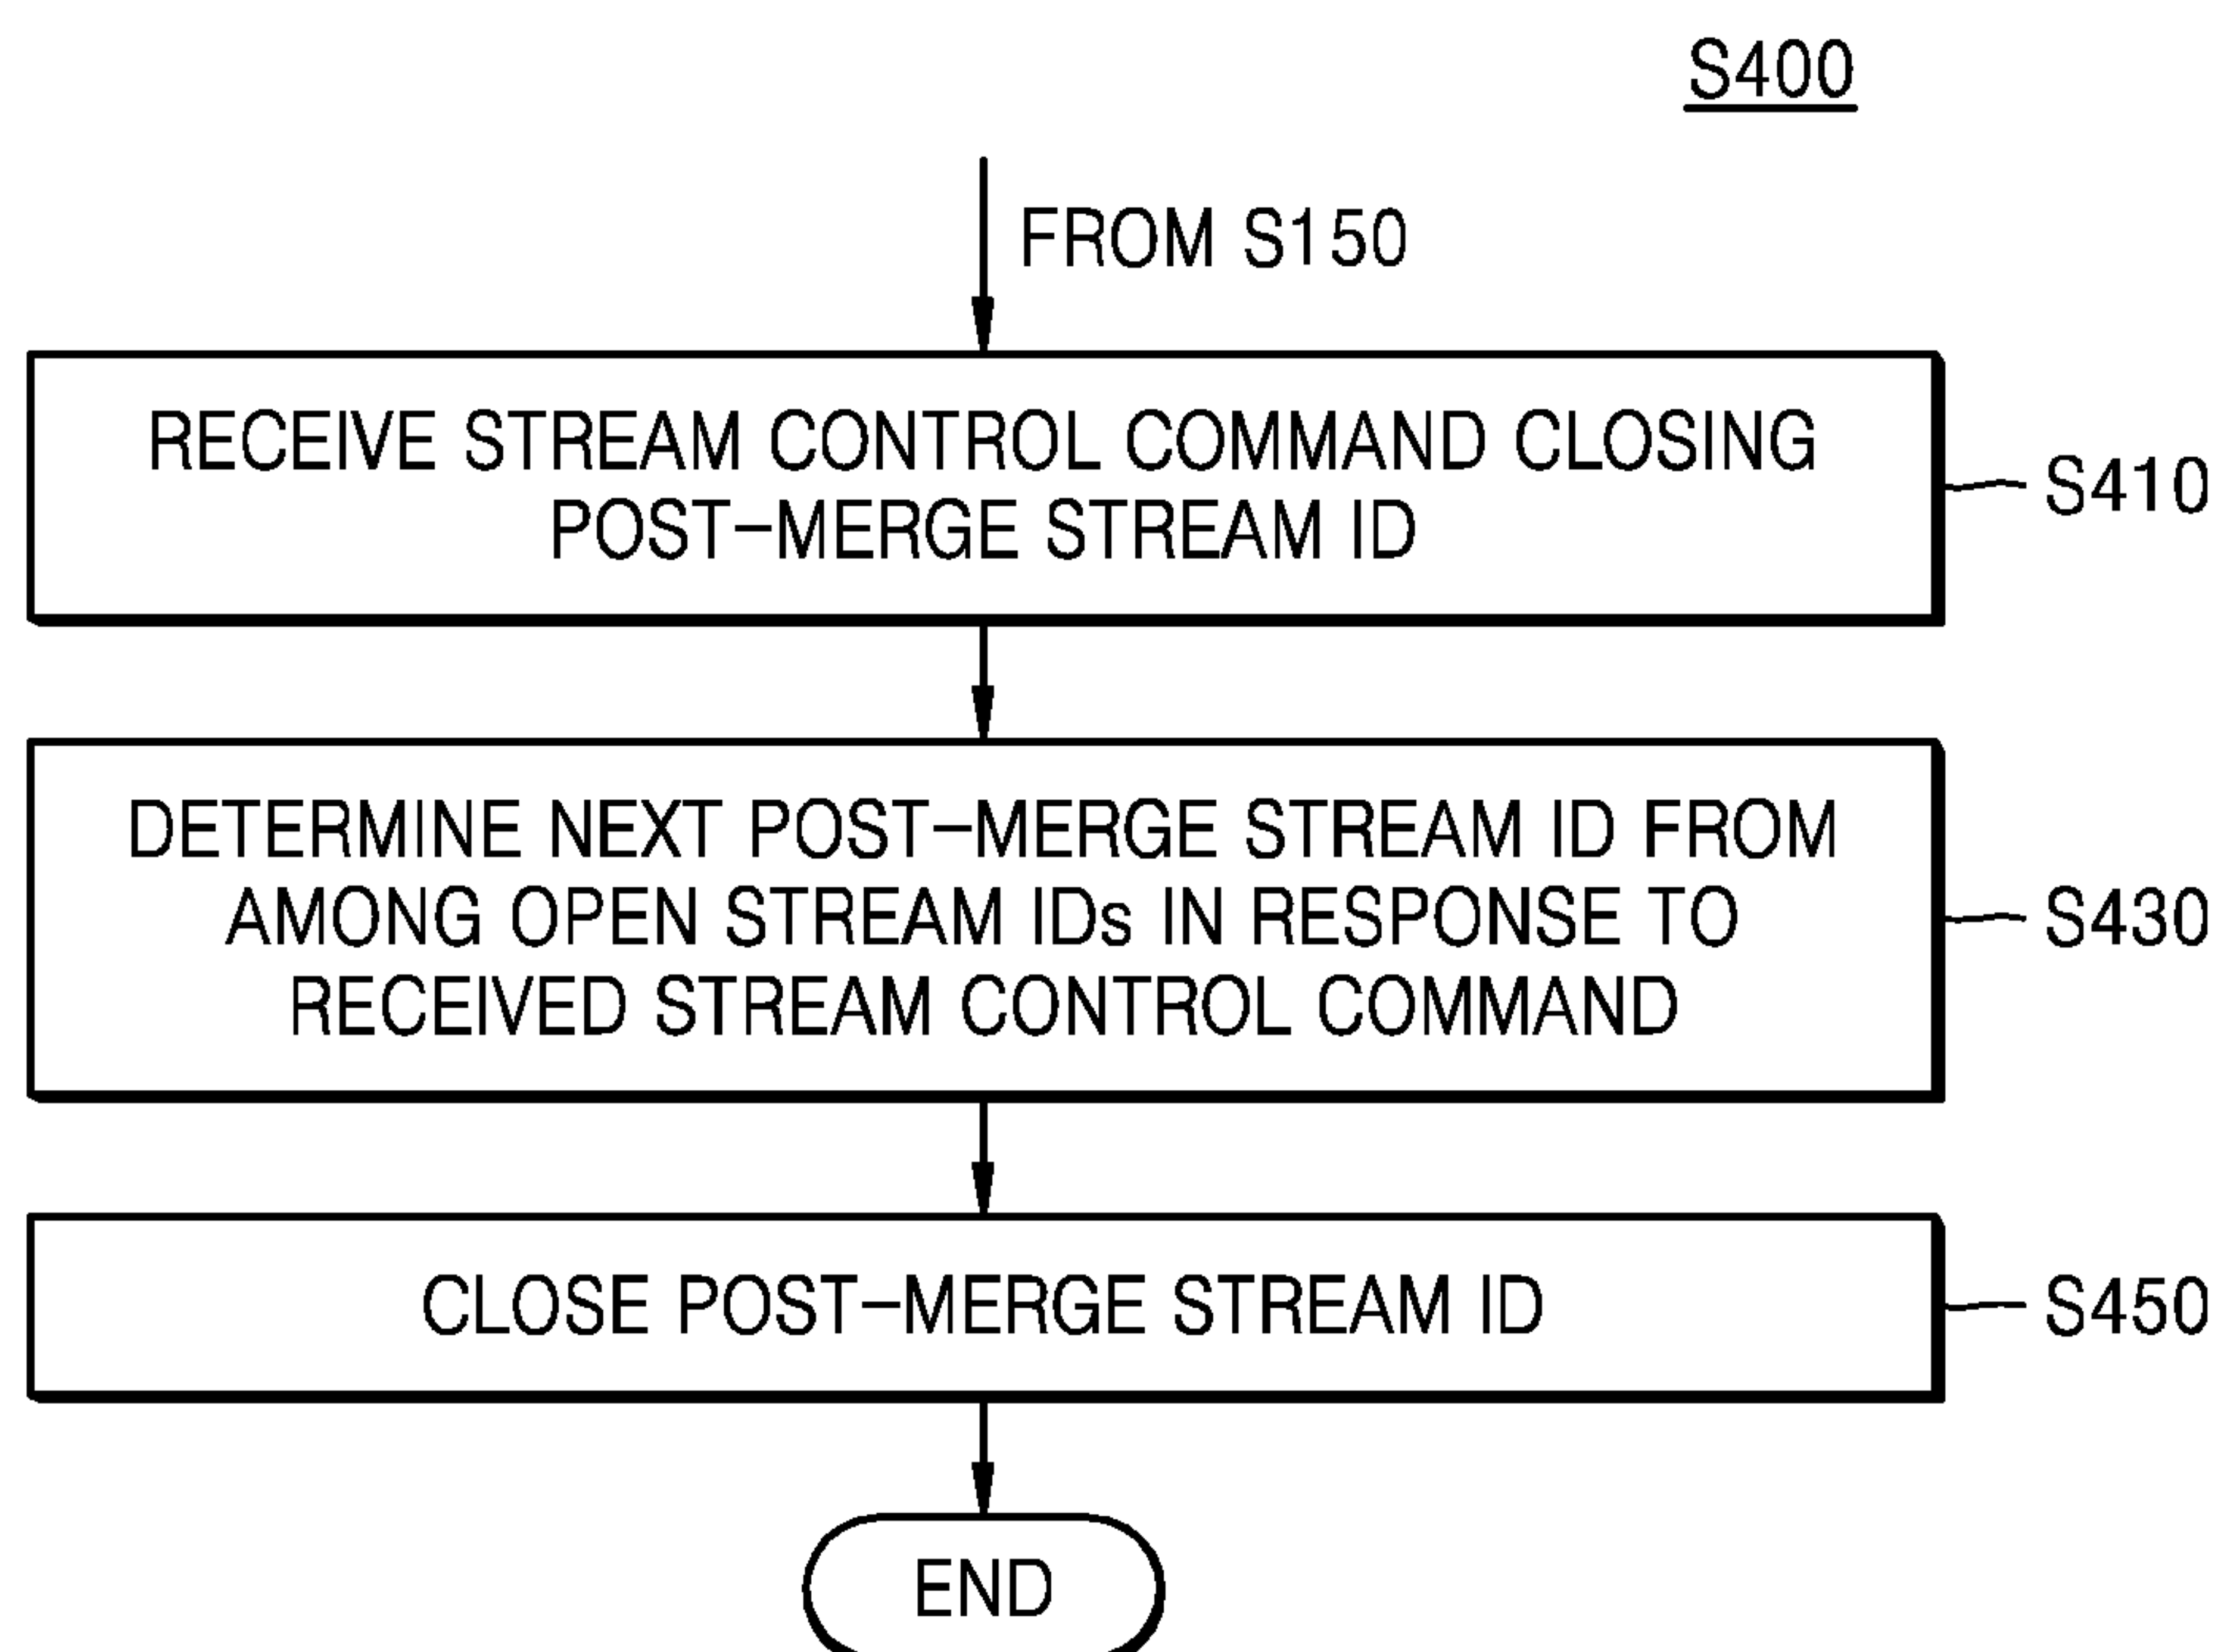 S400
FROM S150
RECEIVE STREAM CONTROL COMMAND CLOSING
POST-MERGE STREAM ID
S410
DETERMINE NEXT POST-MERGE STREAM ID FROM
AMONG OPEN STREAM IDs IN RESPONSE TO
RECEIVED STREAM CONTROL COMMAND
S430
CLOSE POST-MERGE STREAM ID
S450
END